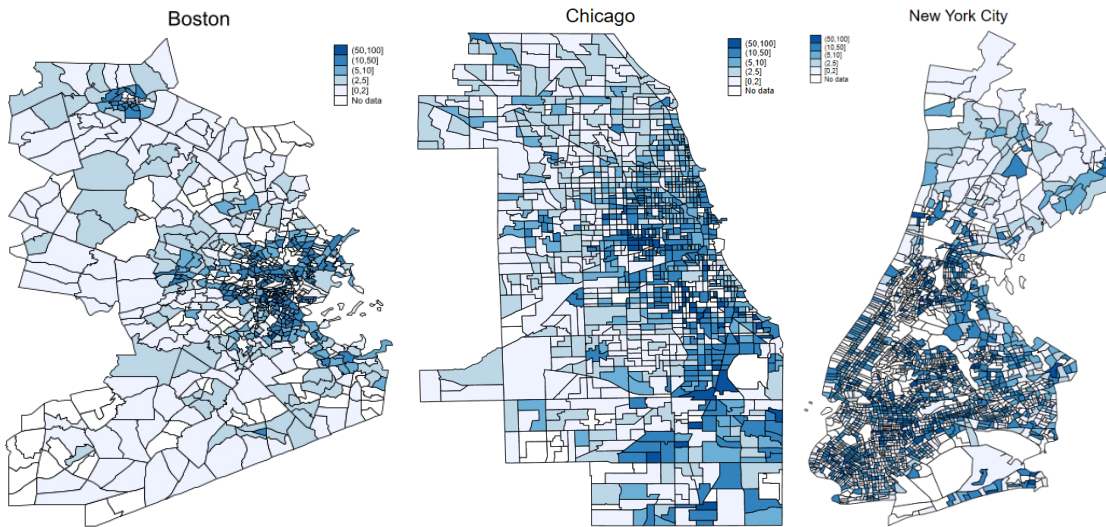 Boston
(50,100]
(10,50]
(5,10]
(2,5]
[0,2]
No data
Chicago
(50,100]
(10,50]
(5,10]
(2,5]
[0,2]
No data
New York City
(50,100]
(10,50]
(5,10]
(2,5]
[0,2]
No data